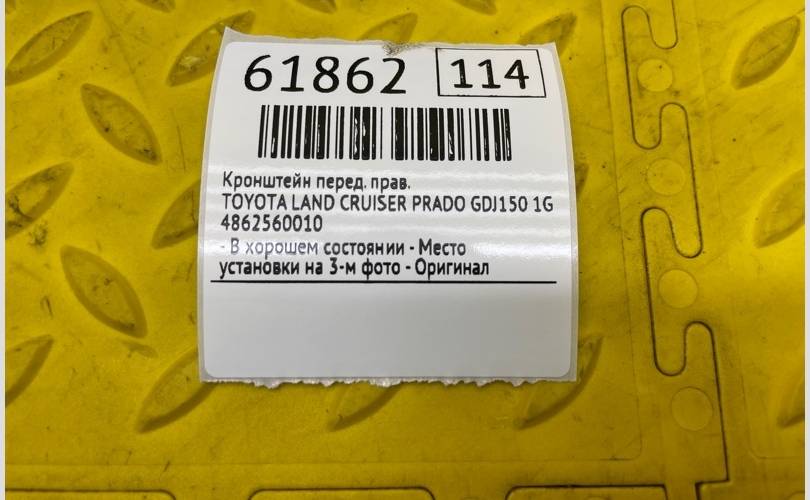 61862 114
Кронштейн перед. прав.
TOYOTA LAND CRUISER PRADO GDJ150 1G
4862560010
- В хорошем состоянии - Место
установки на 3-м фото - Оригинал